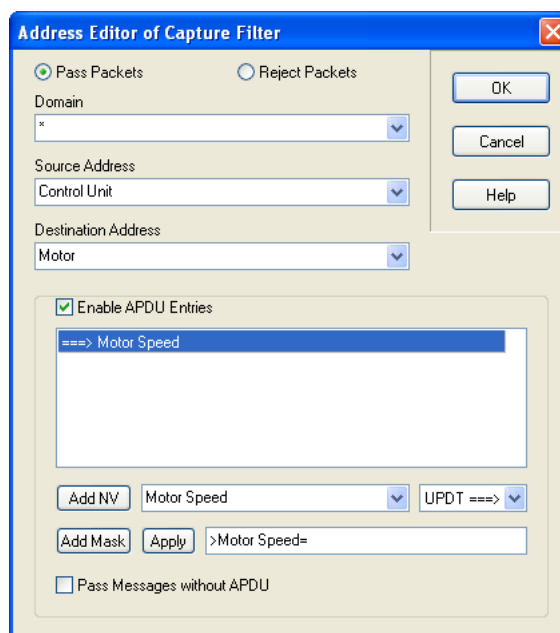 Address Editor of Capture Filter
Pass Packets
Reject Packets
OK
Domain
*
Cancel
Source Address
Control Unit
Help
Destination Address
Motor
Enable APDU Entries
===> Motor Speed
Add NV
Motor Speed
UPDT ===>
Add Mask
Apply
>Motor Speed=
Pass Messages without APDU